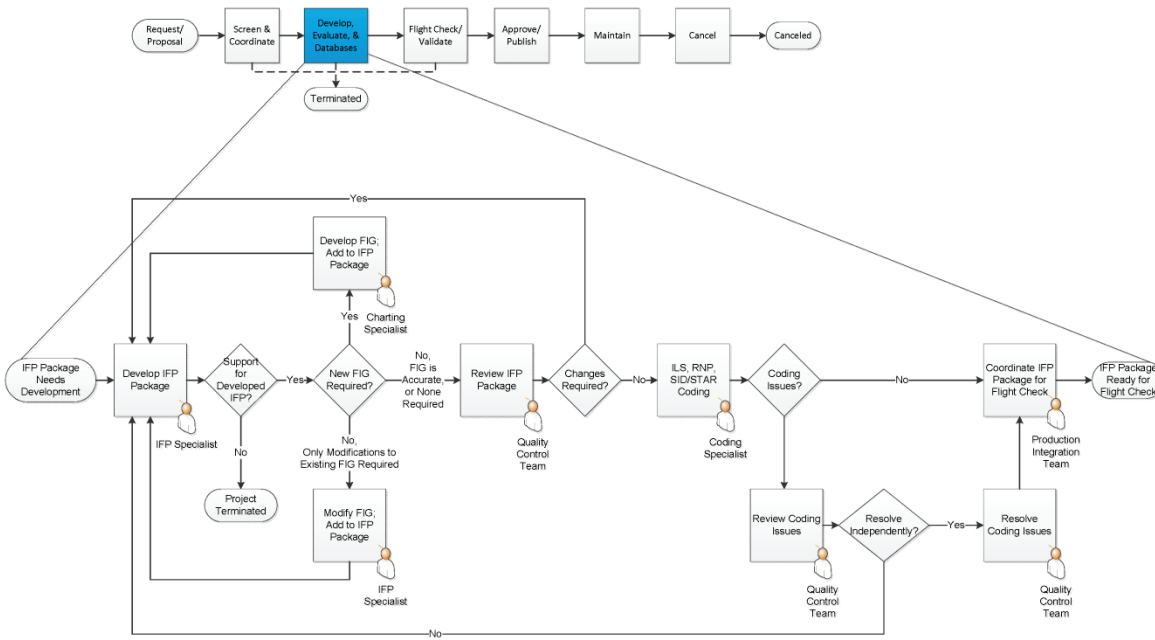 Request/
Proposal
Screen &
Coordinate
Develop,
Evaluate, &
Databases
Flight Check/
Validate
Approve/
Publish
Maintain
Cancel
Canceled
Terminated
Yes
Develop FIG;
Add to IFP
Package
Charting
Specialist
Yes
IFP Package
Needs
Development
Develop IFP
Package
IFP Specialist
Support
for
Developed
IFP?
Yes
No
Project
Terminated
New FIG
Required?
No,
FIG is
Accurate,
or None
Required
No,
Only Modifications to
Existing FIG Required
Modify FIG;
Add to IFP
Package
IFP
Specialist
Review IFP
Package
Quality
Control
Team
Changes
Required?
No
ILS, RNP,
SID/STAR
Coding
Coding
Specialist
Coding
Issues?
No
Coordinate IFP
Package for
Flight Check
Production
Integration
Team
IFP Package
Ready for
Flight Check
Review Coding
Issues
Quality
Control
Team
Resolve
Independently?
Yes
Resolve
Coding Issues
Quality
Control
Team
No